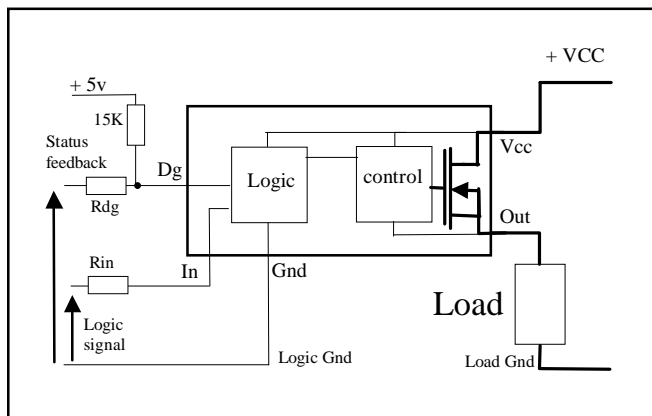 + VCC
+ 5v
15K
Status
feedback
Dg
Rdg
Logic
control
Vcc
Out
In
Gnd
Rin
Load
Logic
signal
Logic Gnd
Load Gnd